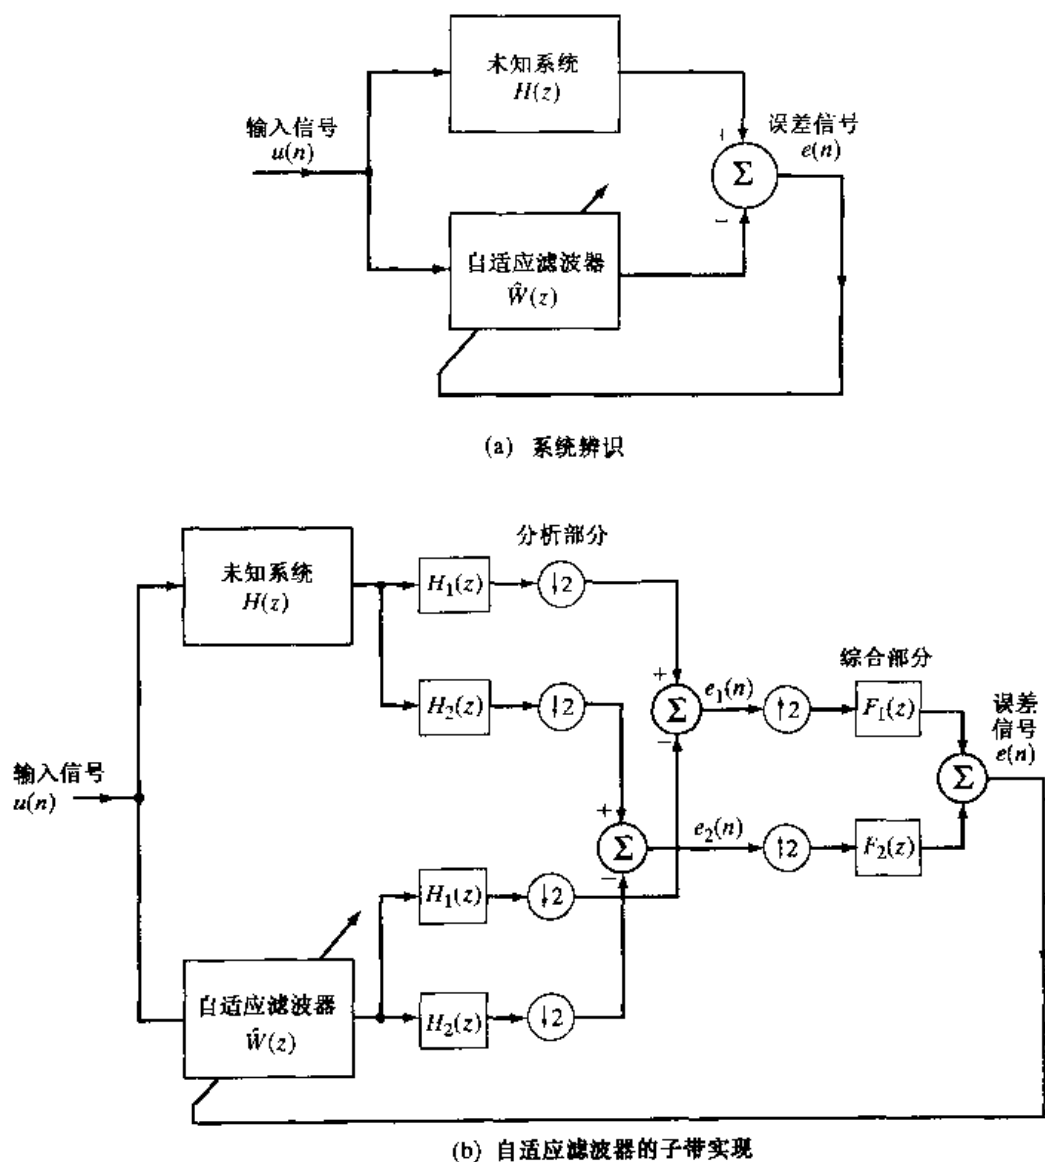 未知系统
H(z)
输入信号
u(n)
+
误差信号
e(n)
Σ
−
自适应滤波器
Ŵ(z)
(a) 系统辨识
分析部分
未知系统
H(z)
H₁(z)
↓2
H₂(z)
↓2
综合部分
+
e₁(n)
Σ
−
↑2
F₁(z)
误差
信号
e(n)
输入信号
u(n)
Σ
+
e₂(n)
Σ
−
↑2
F₂(z)
H₁(z)
↓2
自适应滤波器
Ŵ(z)
H₂(z)
↓2
(b) 自适应滤波器的子带实现